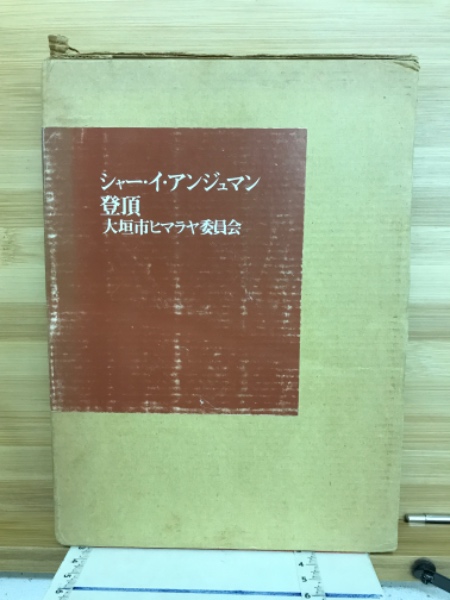 シャー・イ・アンジュマン
登頂
大垣市ヒマラヤ委員会